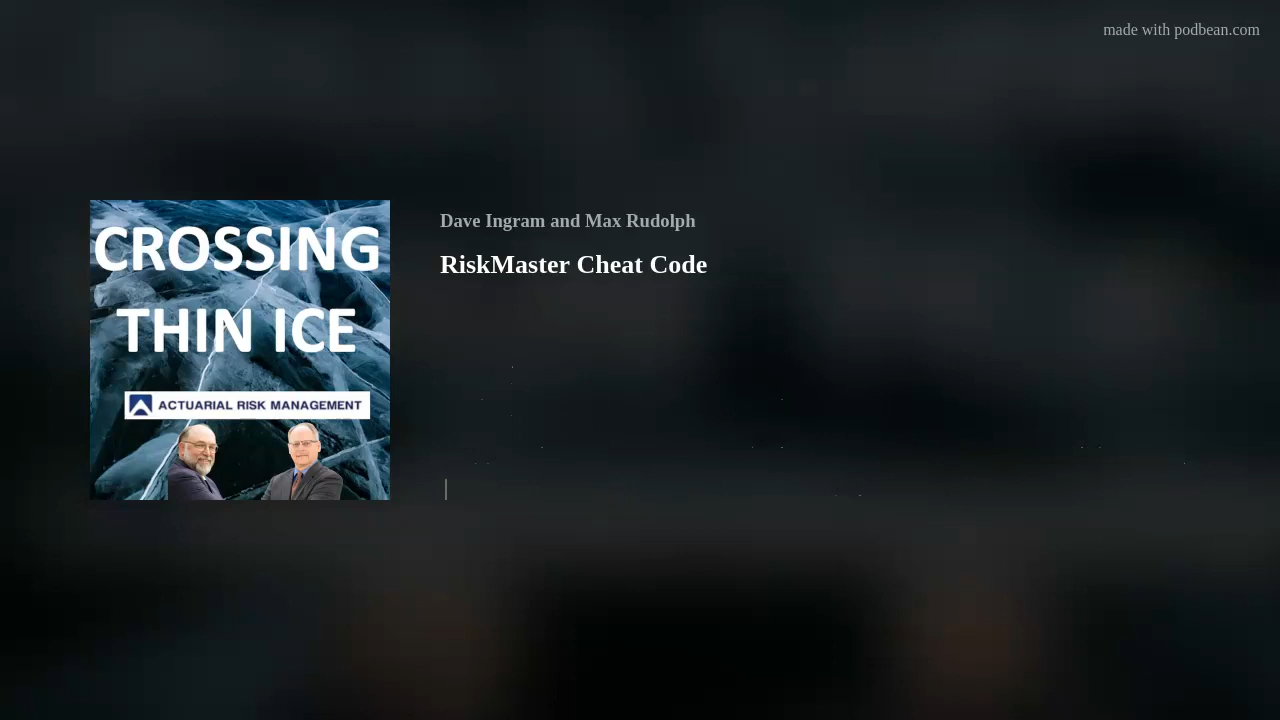 made with podbean.com
CROSSING
THIN ICE
ACTUARIAL RISK MANAGEMENT
Dave Ingram and Max Rudolph
RiskMaster Cheat Code